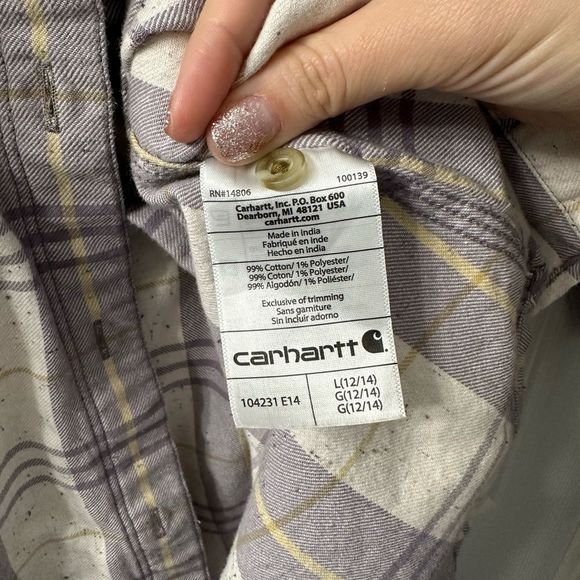 RN#14806 100139
Carhartt, Inc. P.O. Box 600
Dearborn, MI 48121 USA
carhartt.com
Made in india
Fabriqué en inde
Hecho en india
99% Cotton/ 1% Polyester/
99% Coton/ 1% Polyester/
99% Algodón/ 1% Poliéster/
Exclusive of trimming
Sans garniture
Sin incluir adorno
carhartt
104231 E14
L(12/14)
G(12/14)
G(12/14)